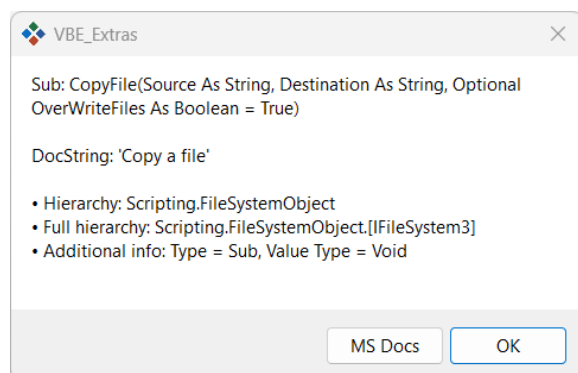 VBE_Extras
Sub: CopyFile(Source As String, Destination As String, Optional
OverWriteFiles As Boolean = True)
DocString: 'Copy a file'
• Hierarchy: Scripting.FileSystemObject
• Full hierarchy: Scripting.FileSystemObject.[IFileSystem3]
• Additional info: Type = Sub, Value Type = Void
MS Docs
OK